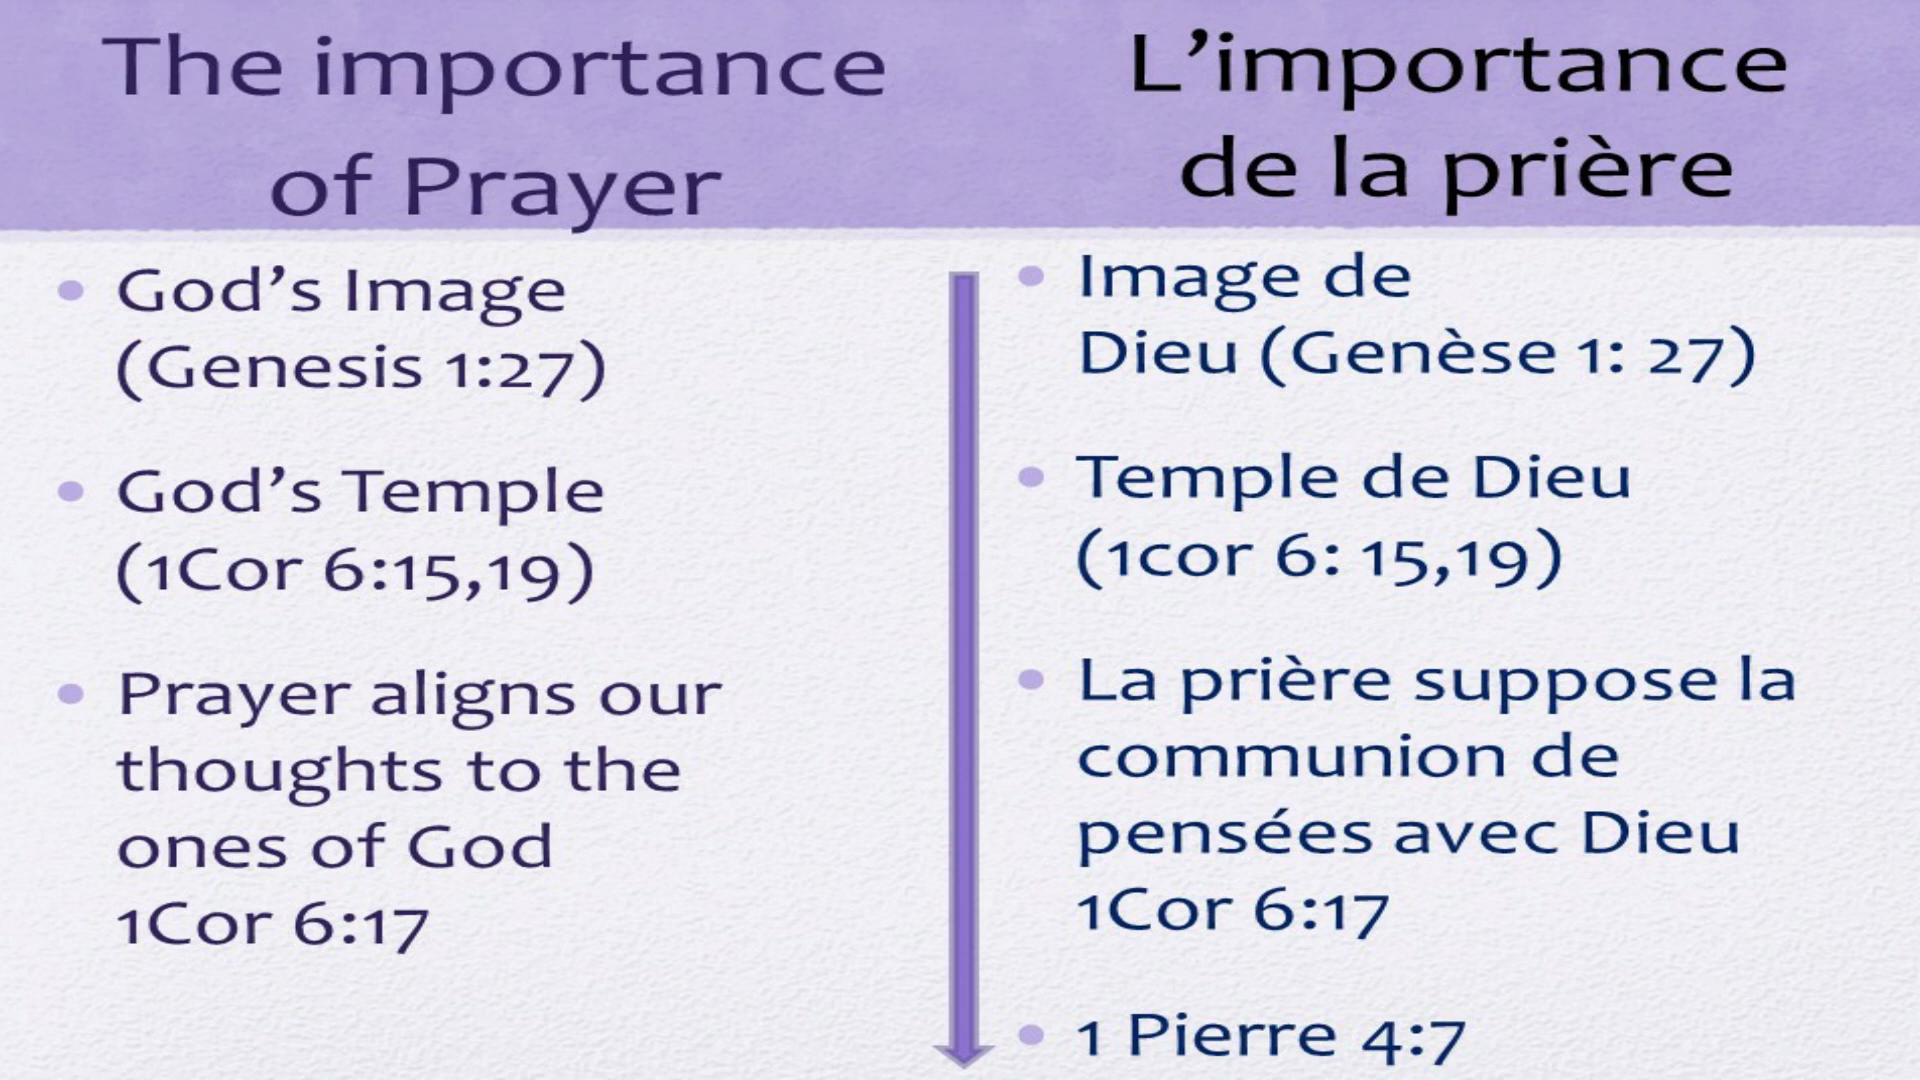 The importance
of Prayer
• God’s Image
(Genesis 1:27)
• God’s Temple
(1Cor 6:15,19)
• Prayer aligns our
thoughts to the
ones of God
1Cor 6:17
L’importance
de la prière
• Image de
Dieu (Genèse 1: 27)
• Temple de Dieu
(1cor 6: 15,19)
• La prière suppose la
communion de
pensées avec Dieu
1Cor 6:17
• 1 Pierre 4:7